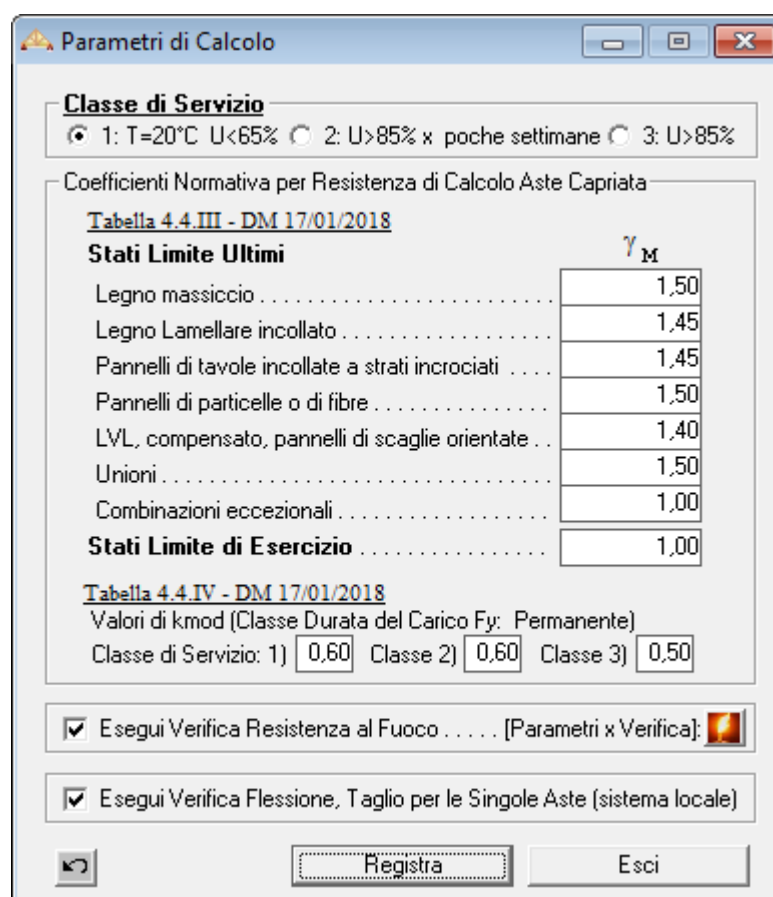 Parametri di Calcolo
Classe di Servizio
1: T=20°C U<65% 2: U>85% x poche settimane 3: U>85%
Coefficienti Normativa per Resistenza di Calcolo Aste Capriata
Tabella 4.4.III - DM 17/01/2018
Stati Limite Ultimi γ M
Legno massiccio . . . . . . . . . . . . . . . . . . . . . . . . . . 1,50
Legno Lamellare incollato . . . . . . . . . . . . . . . . . . . 1,45
Pannelli di tavole incollate a strati incrociati . . . . 1,45
Pannelli di particelle o di fibre . . . . . . . . . . . . . . . 1,50
LVL, compensato, pannelli di scaglie orientate . . 1,40
Unioni . . . . . . . . . . . . . . . . . . . . . . . . . . . . . . . . . . 1,50
Combinazioni eccezionali . . . . . . . . . . . . . . . . . . 1,00
Stati Limite di Esercizio . . . . . . . . . . . . . . . . 1,00
Tabella 4.4.IV - DM 17/01/2018
Valori di kmod (Classe Durata del Carico Fy: Permanente)
Classe di Servizio: 1) 0,60 Classe 2) 0,60 Classe 3) 0,50
Esegui Verifica Resistenza al Fuoco . . . . . [Parametri x Verifica]:
Esegui Verifica Flessione, Taglio per le Singole Aste (sistema locale)
Registra Esci